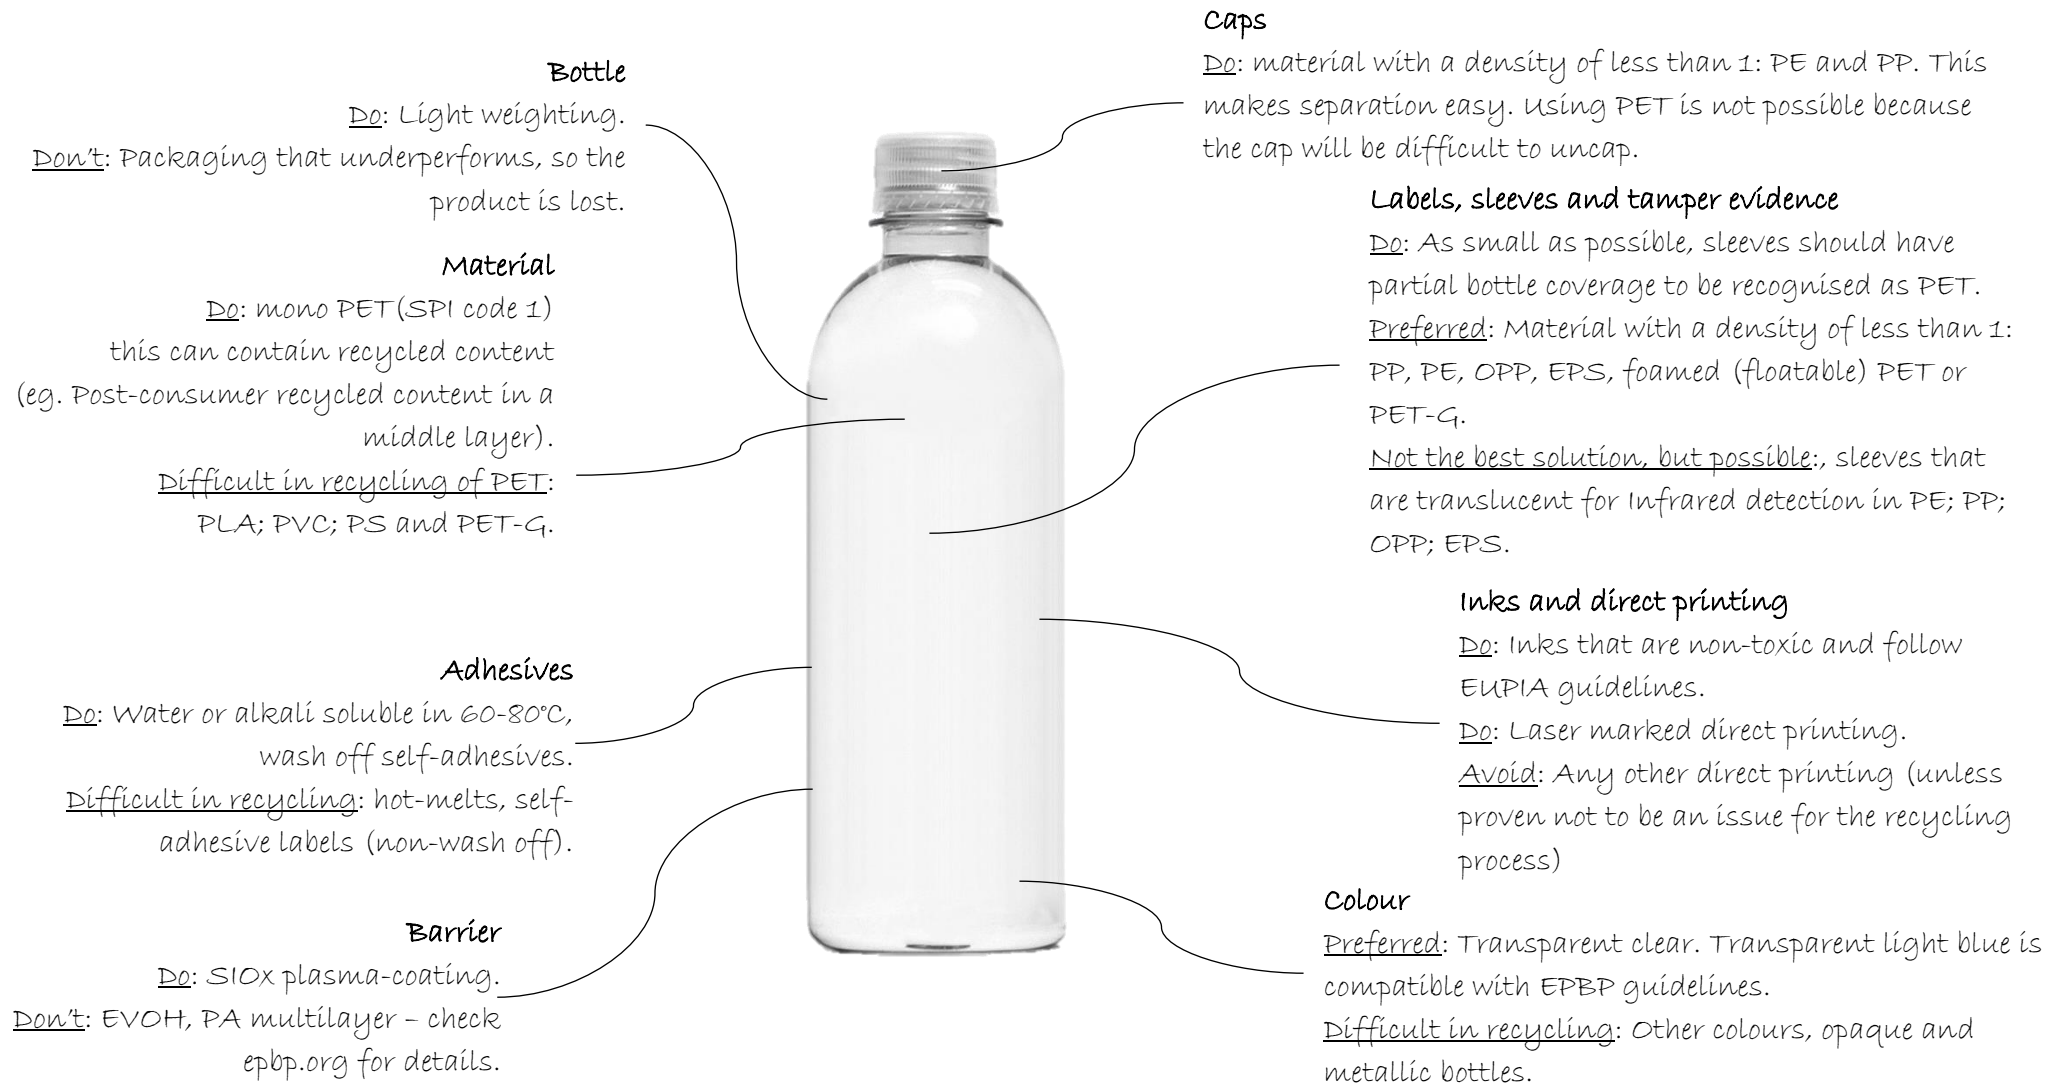 Bottle
Do: Light weighting.
Don't: Packaging that underperforms, so the
product is lost.
Material
Do: mono PET(SPI code 1)
this can contain recycled content
(eg. Post-consumer recycled content in a
middle layer).
Difficult in recycling of PET:
PLA; PVC; PS and PET-G.
Adhesives
Do: Water or alkali soluble in 60-80°C,
wash off self-adhesives.
Difficult in recycling: hot-melts, self-
adhesive labels (non-wash off).
Barrier
Do: SIOx plasma-coating.
Don't: EVOH, PA multilayer – check
epbp.org for details.
Caps
Do: material with a density of less than 1: PE and PP. This
makes separation easy. Using PET is not possible because
the cap will be difficult to uncap.
Labels, sleeves and tamper evidence
Do: As small as possible, sleeves should have
partial bottle coverage to be recognised as PET.
Preferred: Material with a density of less than 1:
PP, PE, OPP, EPS, foamed (floatable) PET or
PET-G.
Not the best solution, but possible:, sleeves that
are translucent for Infrared detection in PE; PP;
OPP; EPS.
Inks and direct printing
Do: Inks that are non-toxic and follow
EUPIA guidelines.
Do: Laser marked direct printing.
Avoid: Any other direct printing (unless
proven not to be an issue for the recycling
process)
Colour
Preferred: Transparent clear. Transparent light blue is
compatible with EPBP guidelines.
Difficult in recycling: Other colours, opaque and
metallic bottles.